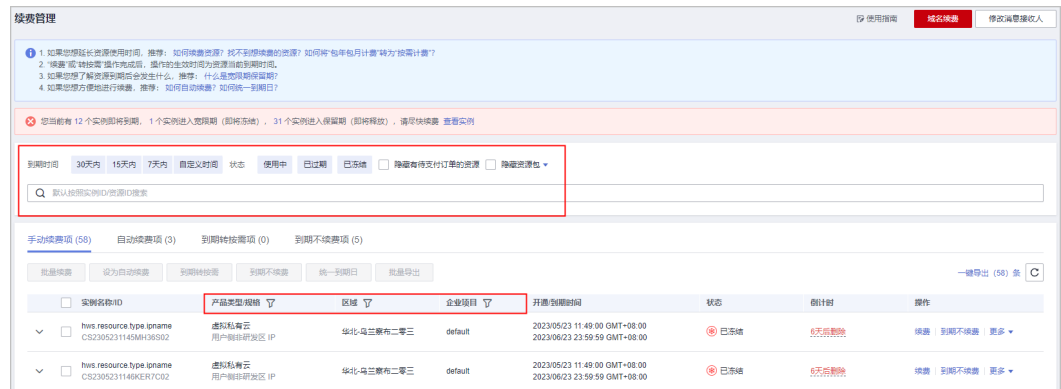 续费管理
使用指南 域名续费 修改消息接收人
1. 如果您想延长资源使用时间，推荐： 如何续费资源? 找不到想续费的资源? 如何将“包年包月计费”转为“按需计费”?
2. “续费”或“转按需”操作完成后，操作的生效时间为资源当前到期时间。
3. 如果您想了解资源到期后会发生什么，推荐： 什么是宽限期保留期?
4. 如果您想方便地进行续费，推荐： 如何自动续费? 如何统一到期日?
您当前有 12 个实例即将到期， 1 个实例进入宽限期（即将冻结）， 31 个实例进入保留期（即将释放），请尽快续费 查看实例
到期时间 30天内 15天内 7天内 自定义时间 状态 使用中 已过期 已冻结 隐藏有待支付订单的资源 隐藏资源包
默认按照实例ID/资源ID搜索
手动续费项 (58) 自动续费项 (3) 到期转按需项 (0) 到期不续费项 (5)
批量续费 设为自动续费 到期转按需 到期不续费 统一到期日 批量导出 一键导出（58）条
实例名称/ID 产品类型/规格 区域 企业项目 开通/到期时间 状态 倒计时 操作
hws.resource.type.ipname 虚拟私有云 华北-乌兰察布二零三 default 2023/05/23 11:49:00 GMT+08:00 已冻结 6天后删除 续费 到期不续费 更多
CS2305231145MH36S02 用户侧非研发区 IP 2023/06/23 23:59:59 GMT+08:00
hws.resource.type.ipname 虚拟私有云 华北-乌兰察布二零三 default 2023/05/23 11:49:00 GMT+08:00 已冻结 6天后删除 续费 到期不续费 更多
CS2305231146KER7C02 用户侧非研发区 IP 2023/06/23 23:59:59 GMT+08:00